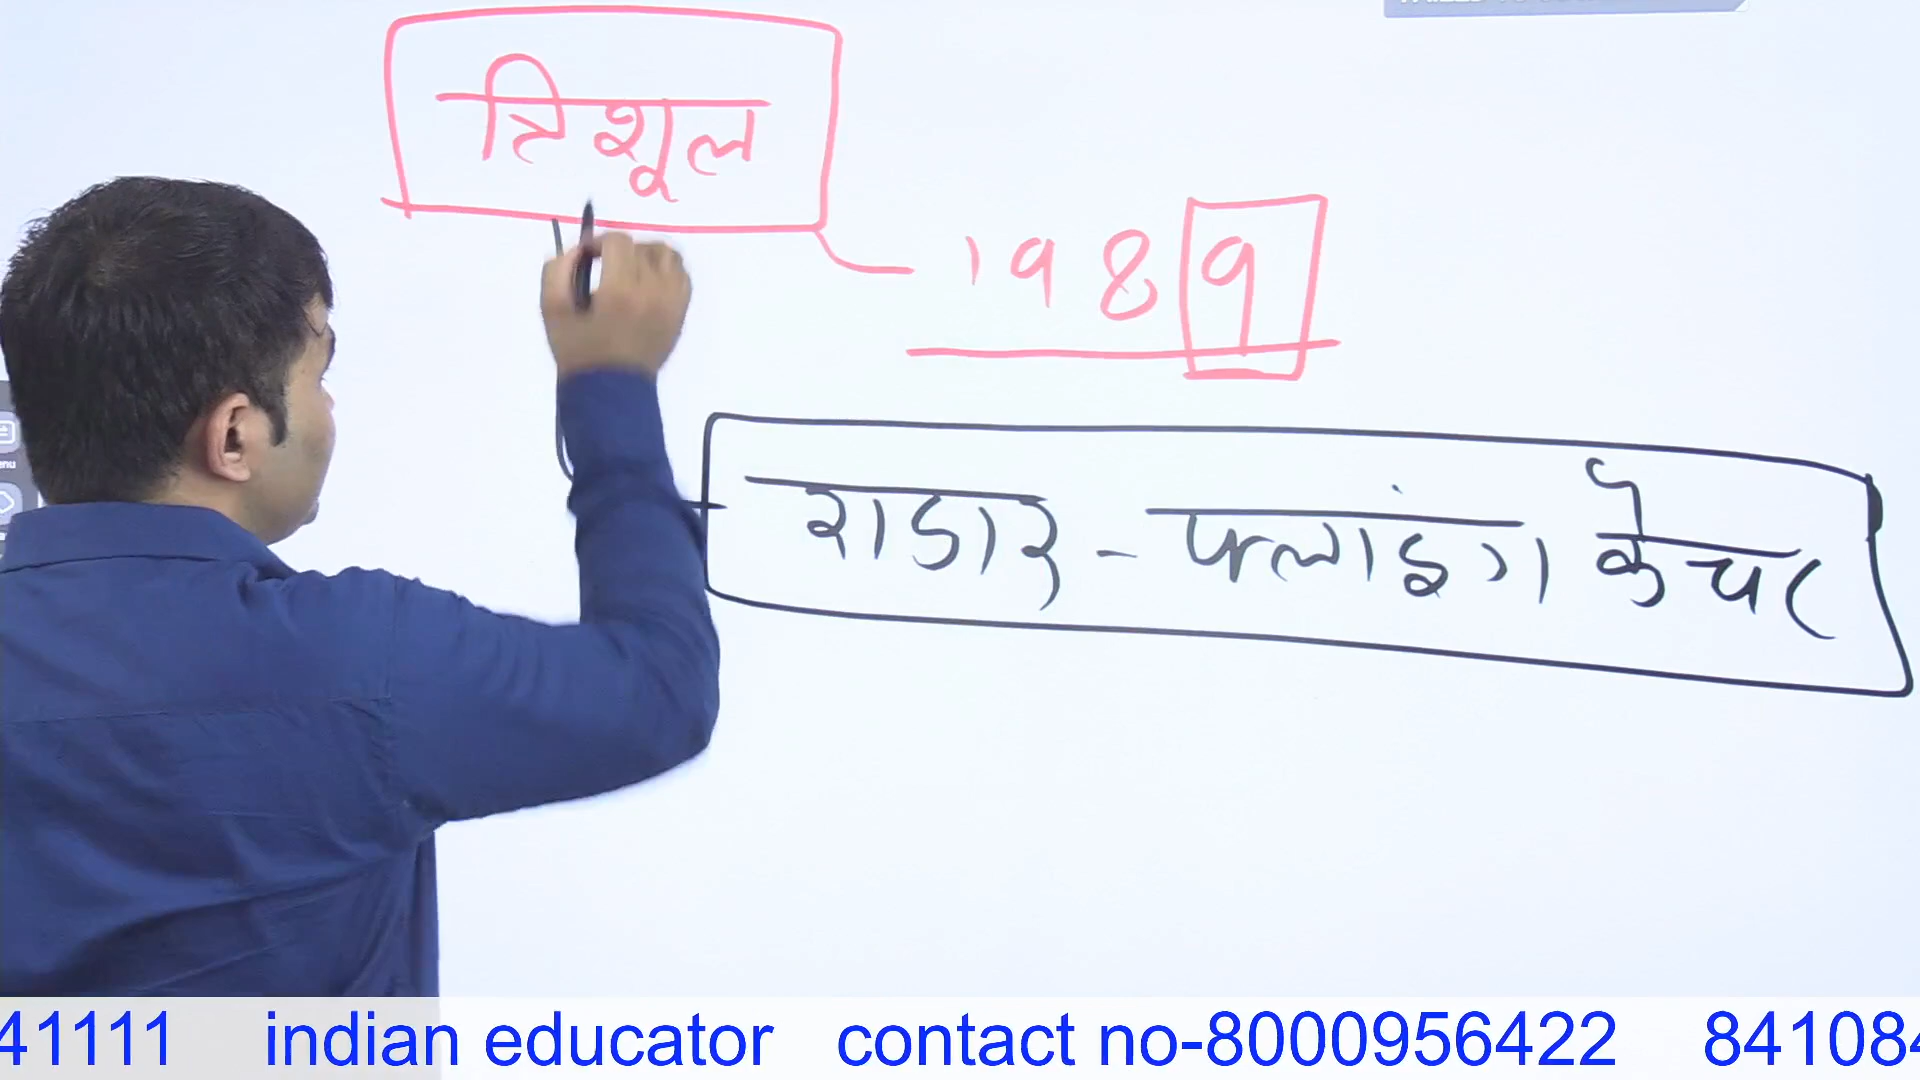 त्रिशूल
1989
राडार - फ्लाइंग कैचर
41111 indian educator contact no-8000956422 84108